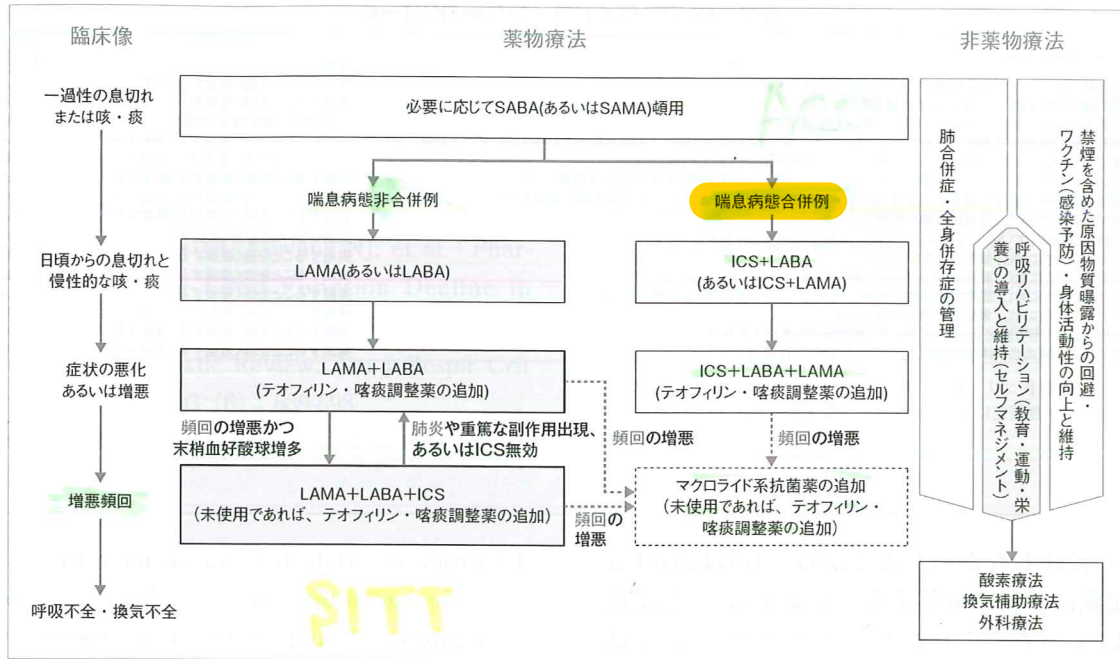 臨床像
薬物療法
非薬物療法
一過性の息切れ
または咳・痰
日頃からの息切れと
慢性的な咳・痰
症状の悪化
あるいは増悪
増悪頻回
呼吸不全・換気不全
必要に応じてSABA(あるいはSAMA)頓用
喘息病態非合併例
喘息病態合併例
LAMA(あるいはLABA)
ICS+LABA
(あるいはICS+LAMA)
LAMA+LABA
(テオフィリン・喀痰調整薬の追加)
ICS+LABA+LAMA
(テオフィリン・喀痰調整薬の追加)
頻回の増悪かつ
末梢血好酸球増多
肺炎や重篤な副作用出現、
あるいはICS無効
頻回の増悪
頻回の増悪
LAMA+LABA+ICS
(未使用であれば、テオフィリン・喀痰調整薬の追加)
頻回の
増悪
マクロライド系抗菌薬の追加
(未使用であれば、テオフィリン・
喀痰調整薬の追加)
肺合併症・全身併存症の管理
呼吸リハビリテーション(教育・運動・栄
養)の導入と維持(セルフマネジメント)
禁煙を含めた原因物質曝露からの回避・
ワクチン(感染予防)・身体活動性の向上と維持
酸素療法
換気補助療法
外科療法